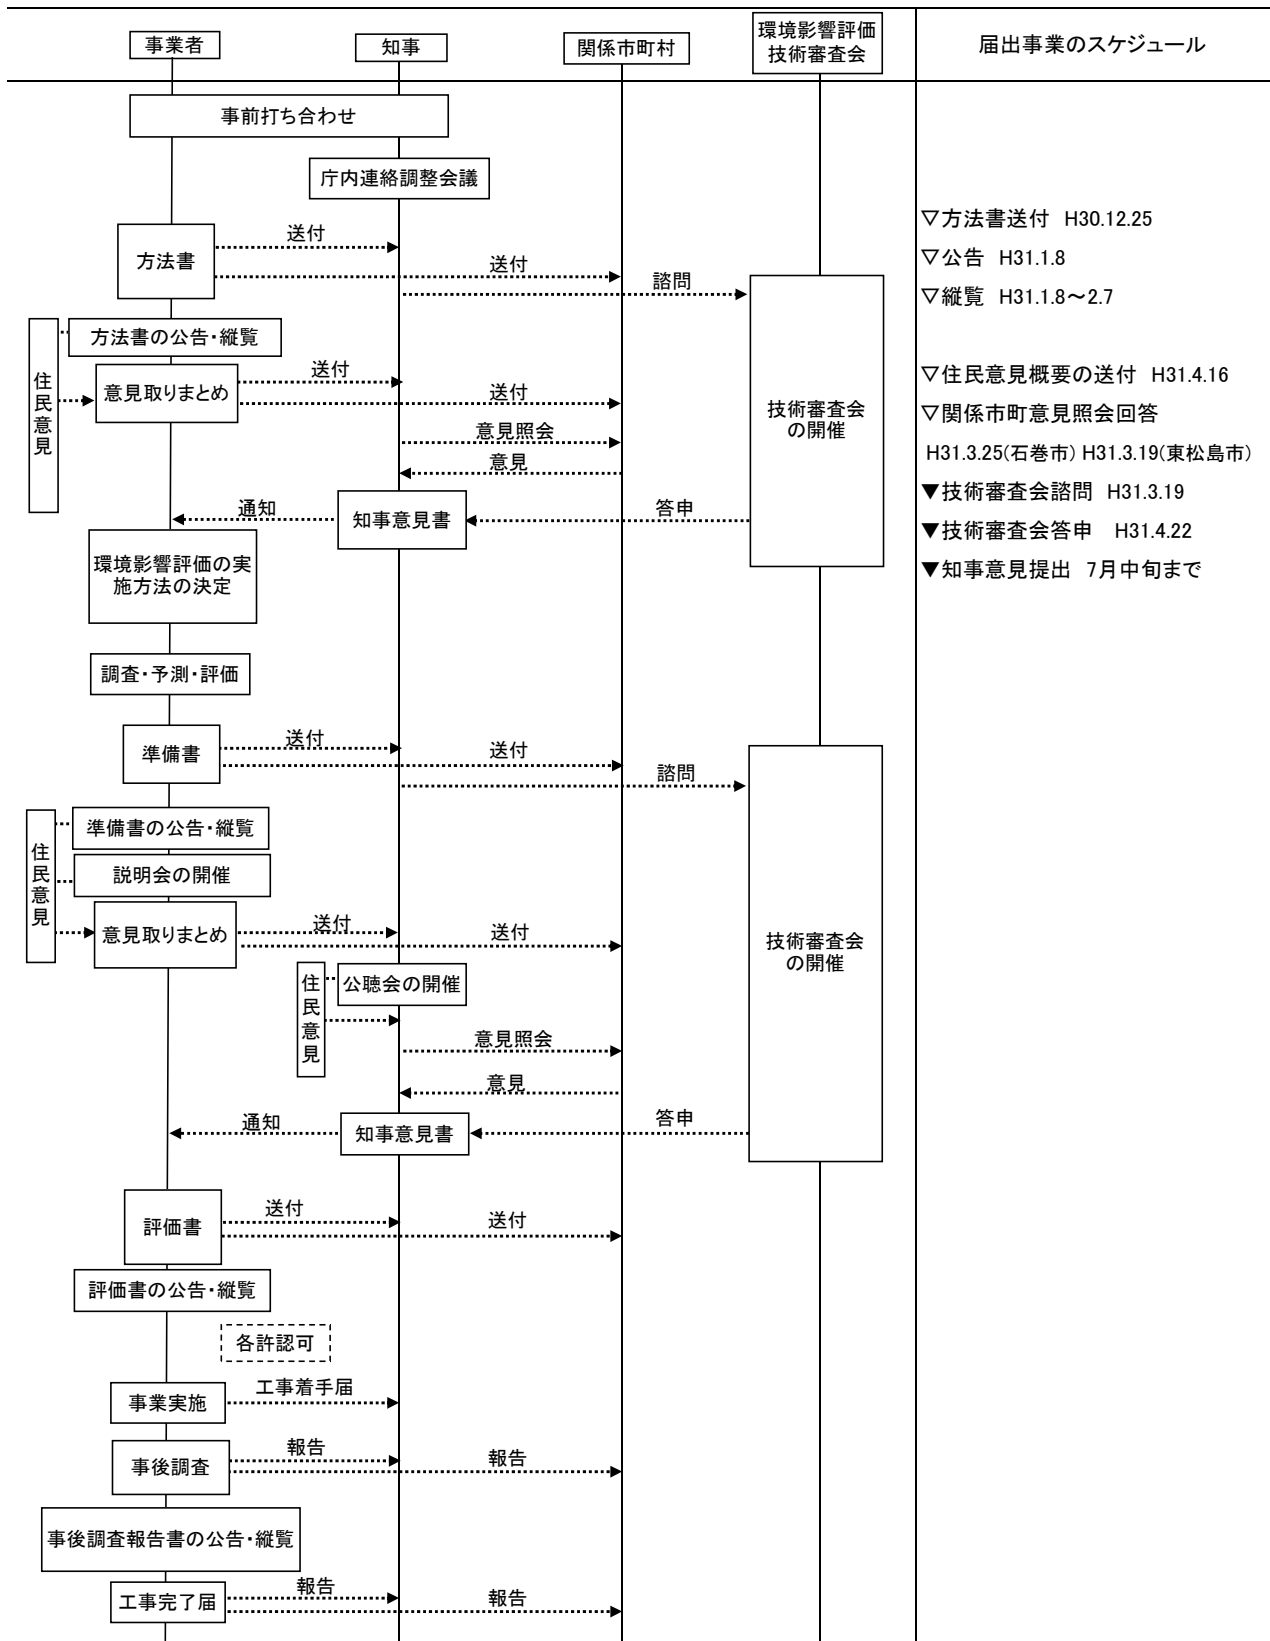 事業者
知事
関係市町村
環境影響評価
技術審査会
届出事業のスケジュール
事前打ち合わせ
庁内連絡調整会議
方法書
送付
送付
諮問
▽方法書送付 H30.12.25
▽公告 H31.1.8
▽縦覧 H31.1.8～2.7
方法書の公告・縦覧
住民意見
意見取りまとめ
送付
送付
意見照会
意見
技術審査会
の開催
▽住民意見概要の送付 H31.4.16
▽関係市町意見照会回答
H31.3.25(石巻市) H31.3.19(東松島市)
▼技術審査会諮問 H31.3.19
▼技術審査会答申 H31.4.22
▼知事意見提出 7月中旬まで
通知
知事意見書
答申
環境影響評価の実
施方法の決定
調査・予測・評価
準備書
送付
送付
諮問
準備書の公告・縦覧
住民意見
説明会の開催
意見取りまとめ
送付
送付
技術審査会
の開催
住民意見
公聴会の開催
意見照会
意見
通知
知事意見書
答申
評価書
送付
送付
評価書の公告・縦覧
各許認可
事業実施
工事着手届
事後調査
報告
報告
事後調査報告書の公告・縦覧
工事完了届
報告
報告